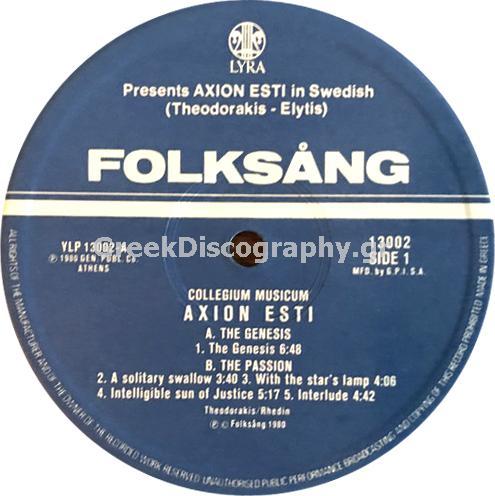 LYRA
Presents AXION ESTI in Swedish
(Theodorakis - Elytis)
FOLKSÅNG
YLP 13002-A
℗ 1980 GEN. PUBL. CO.
ATHENS
13002
SIDE 1
MFD. by G.P.I.S.A.
COLLEGIUM MUSICUM
AXION ESTI
A. THE GENESIS
1. The Genesis 6:48
B. THE PASSION
2. A solitary swallow 3:40 3. With the star's lamp 4:06
4. Intelligible sun of Justice 5:17 5. Interlude 4:42
Theodorakis/Rhedin
℗ © Folksång 1980
ALL RIGHTS OF THE MANUFACTURER AND OF THE OWNER OF THE RECORDED WORK RESERVED. UNAUTHORISED PUBLIC PERFORMANCE BROADCASTING AND COPYING OF THIS RECORD PROHIBITED MADE IN GREECE